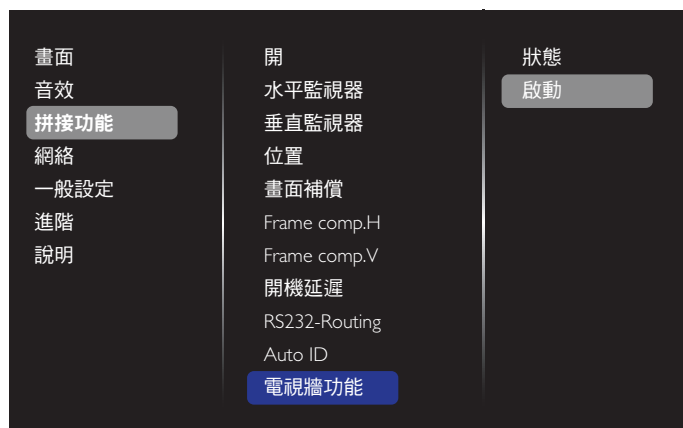 畫面
音效
拼接功能
網絡
一般設定
進階
說明
開
水平監視器
垂直監視器
位置
畫面補償
Frame comp.H
Frame comp.V
開機延遲
RS232-Routing
Auto ID
電視牆功能
狀態
啟動